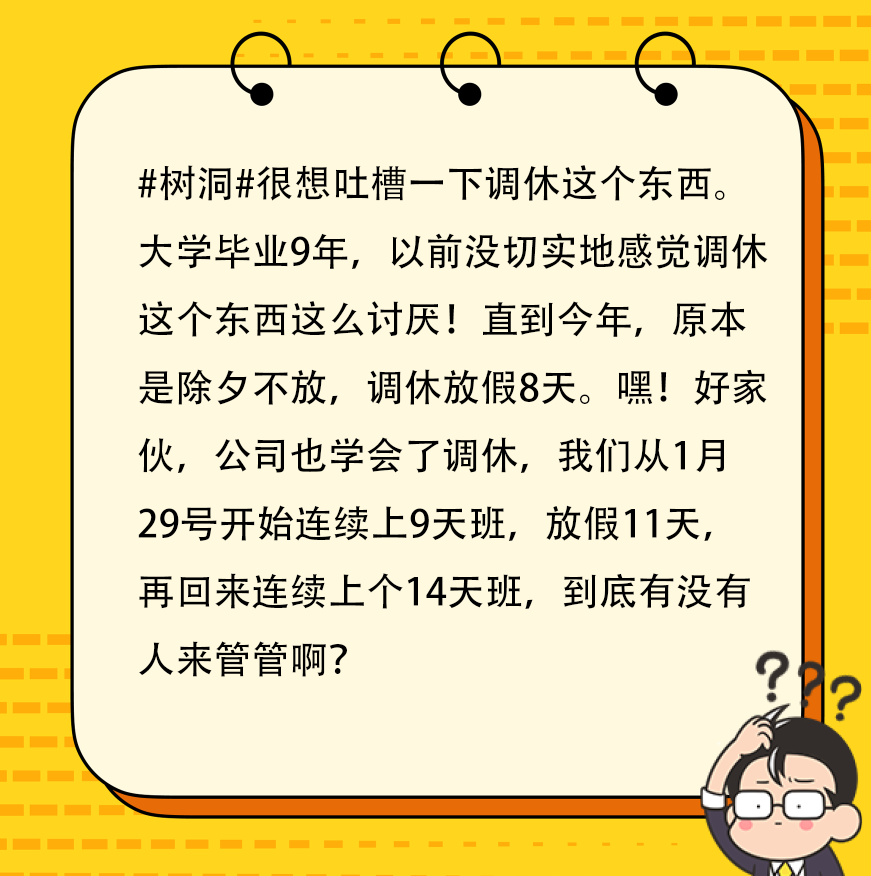 #树洞#很想吐槽一下调休这个东西。
大学毕业9年，以前没切实地感觉调休
这个东西这么讨厌！直到今年，原本
是除夕不放，调休放假8天。嘿！好家
伙，公司也学会了调休，我们从1月
29号开始连续上9天班，放假11天，
再回来连续上个14天班，到底有没有
人来管管啊？
???